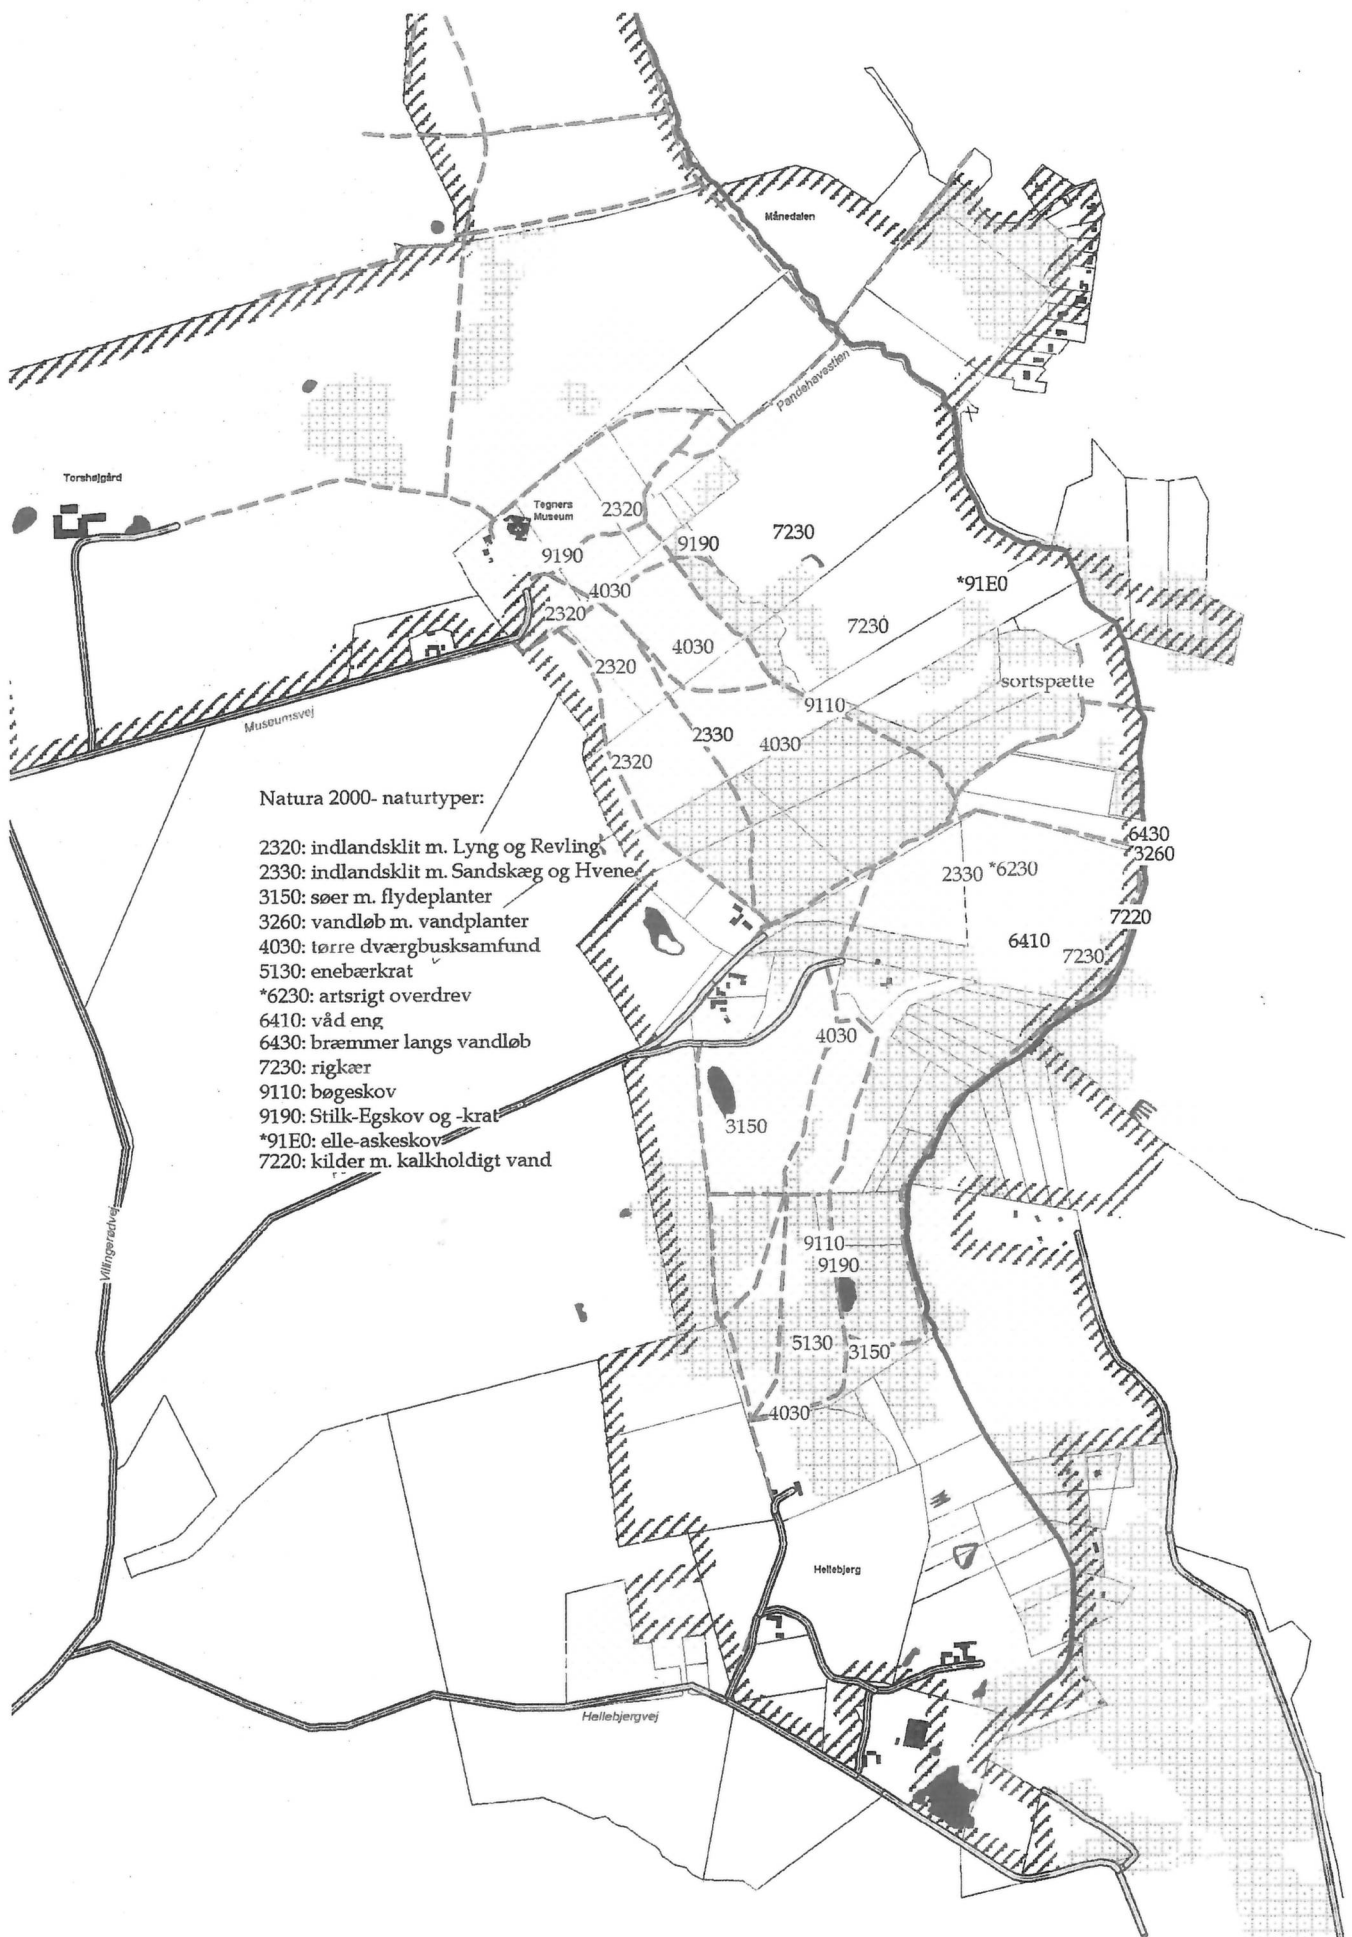 Månedalen
Pandehavestien
Torshøjgård
Tegners
Museum
2320
9190
7230
9190
4030
*91E0
2320
7230
4030
2320
sortspætte
9110
Museumsvej
2330
4030
2320
Natura 2000- naturtyper:
2320: indlandsklit m. Lyng og Revling
2330: indlandsklit m. Sandskæg og Hvene
3150: søer m. flydeplanter
3260: vandløb m. vandplanter
4030: tørre dværgbusksamfund
5130: enebærkrat
*6230: artsrigt overdrev
6410: våd eng
6430: bræmmer langs vandløb
7230: rigkær
9110: bøgeskov
9190: Stilk-Egskov og -krat
*91E0: elle-askeskov
7220: kilder m. kalkholdigt vand
6430
3260
2330 *6230
7220
6410
7230
4030
3150
Villingerødvej
9110
9190
5130
3150
4030
Hellebjerg
Hellebjergvej